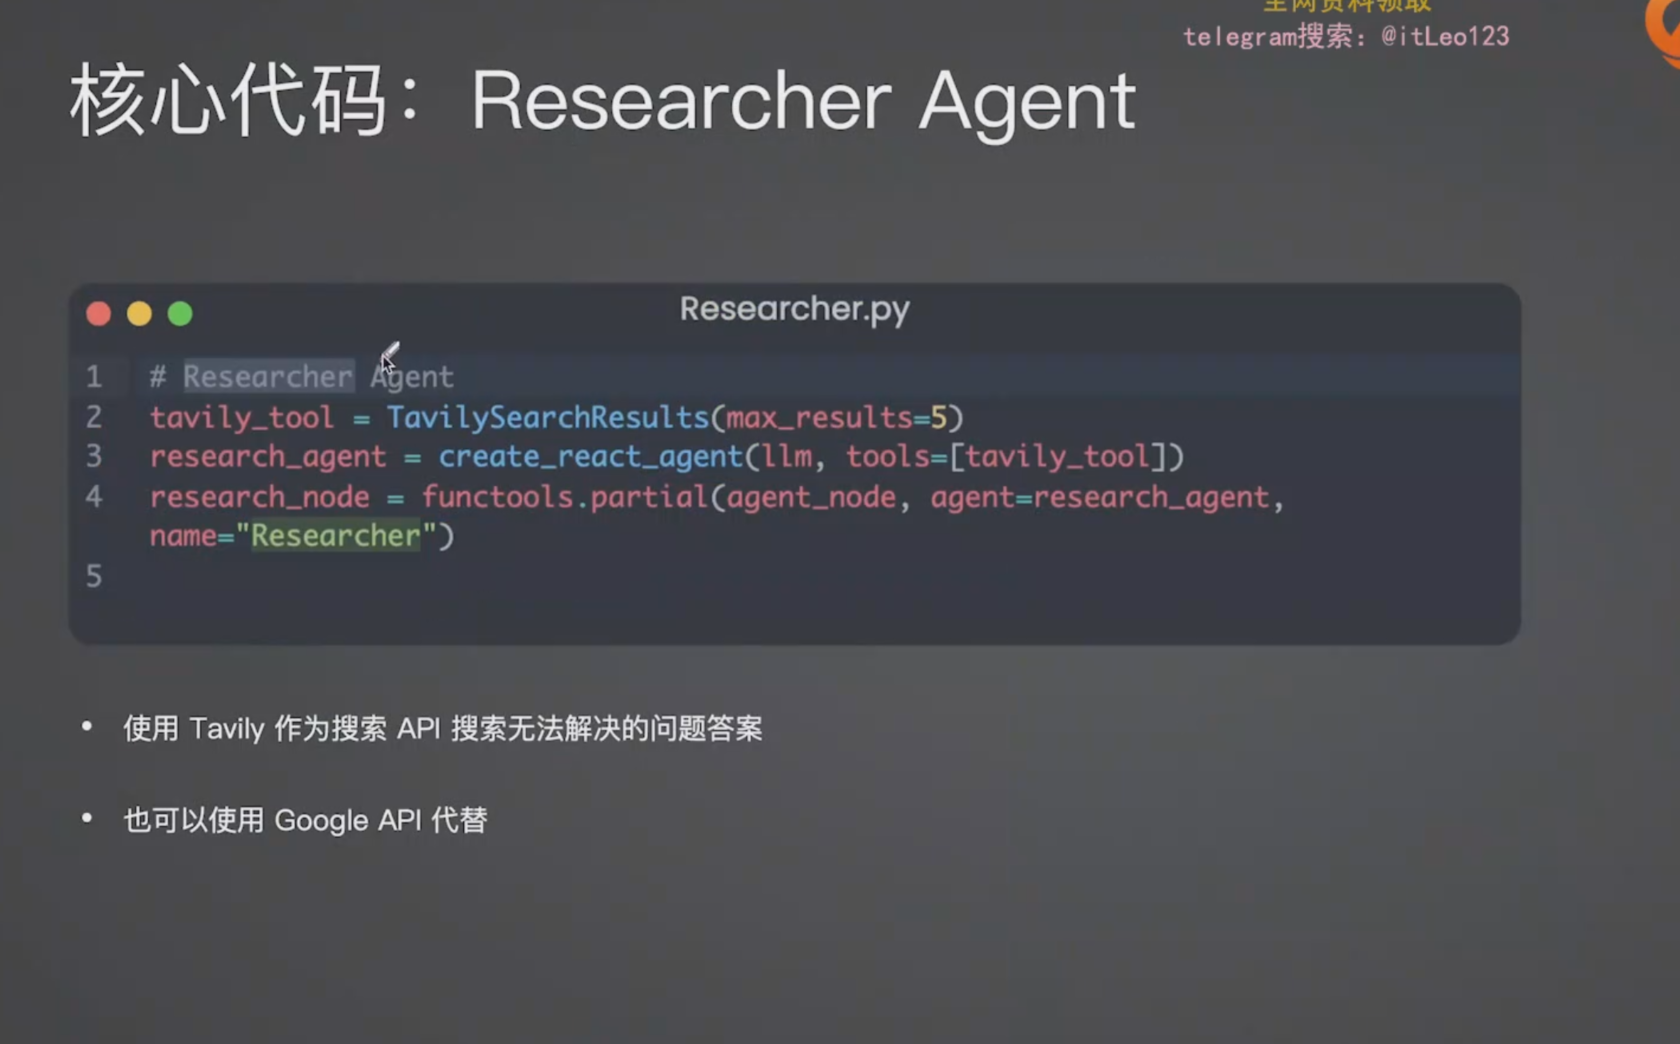 全网资料领取
telegram搜索：@itLeo123
核心代码：Researcher Agent
Researcher.py
1 # Researcher Agent
2 tavily_tool = TavilySearchResults(max_results=5)
3 research_agent = create_react_agent(llm, tools=[tavily_tool])
4 research_node = functools.partial(agent_node, agent=research_agent,
name="Researcher")
5
• 使用 Tavily 作为搜索 API 搜索无法解决的问题答案
• 也可以使用 Google API 代替